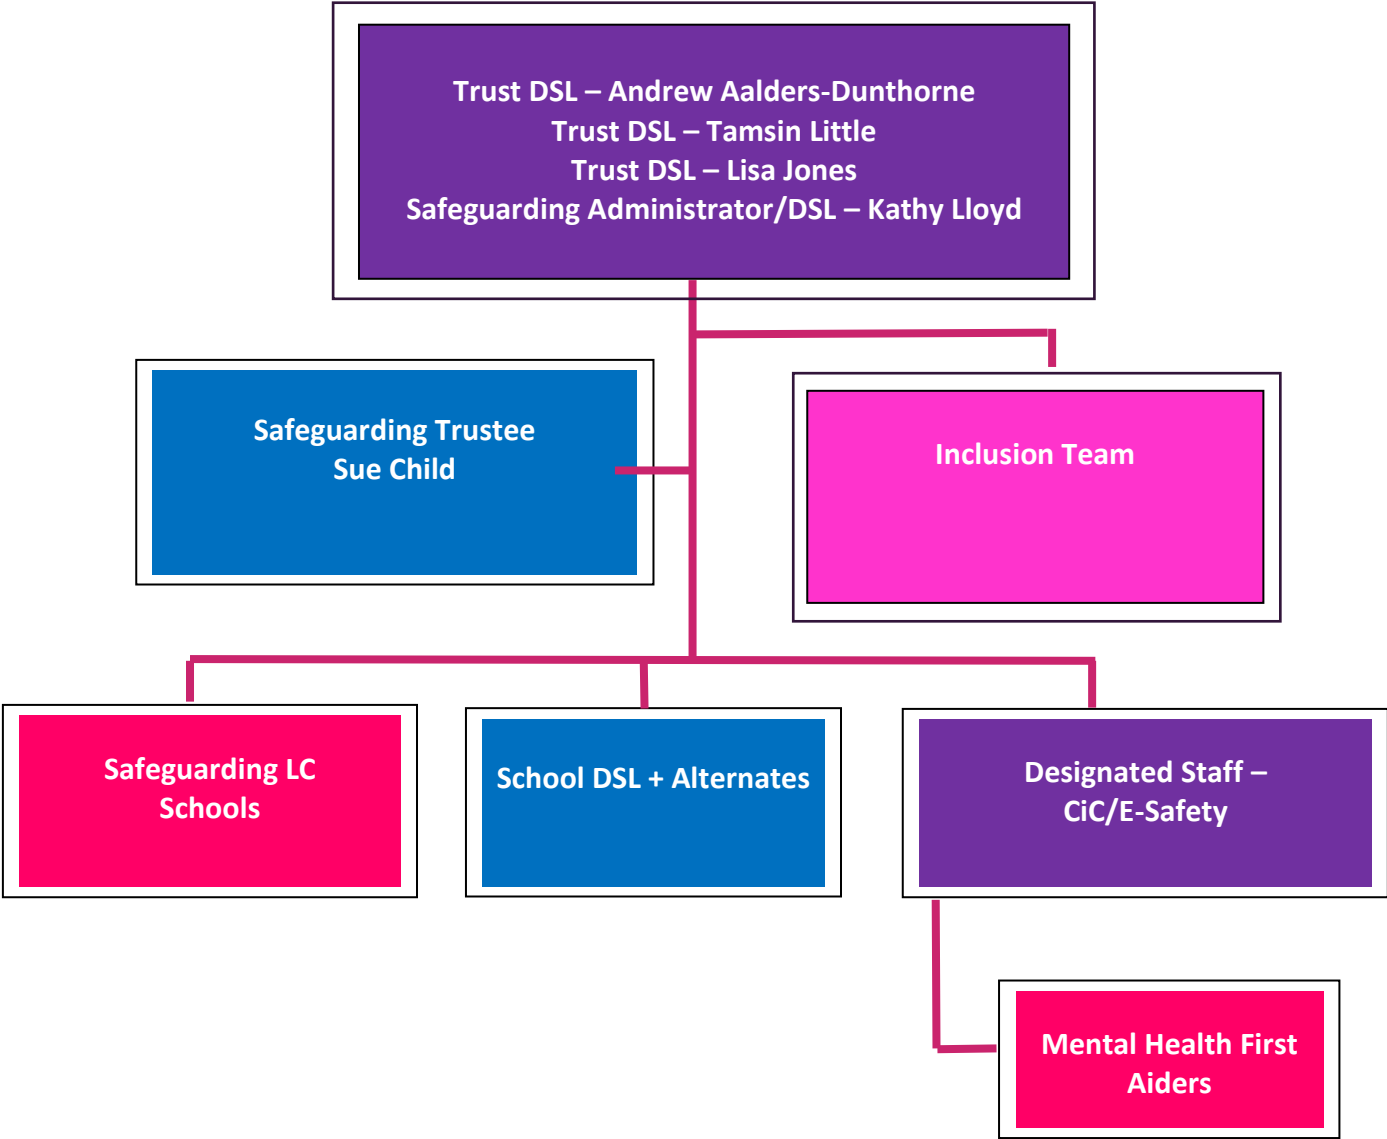 Trust DSL – Andrew Aalders-Dunthorne
Trust DSL – Tamsin Little
Trust DSL – Lisa Jones
Safeguarding Administrator/DSL – Kathy Lloyd
Safeguarding Trustee
Sue Child
Inclusion Team
Safeguarding LC
Schools
School DSL + Alternates
Designated Staff –
CiC/E-Safety
Mental Health First
Aiders